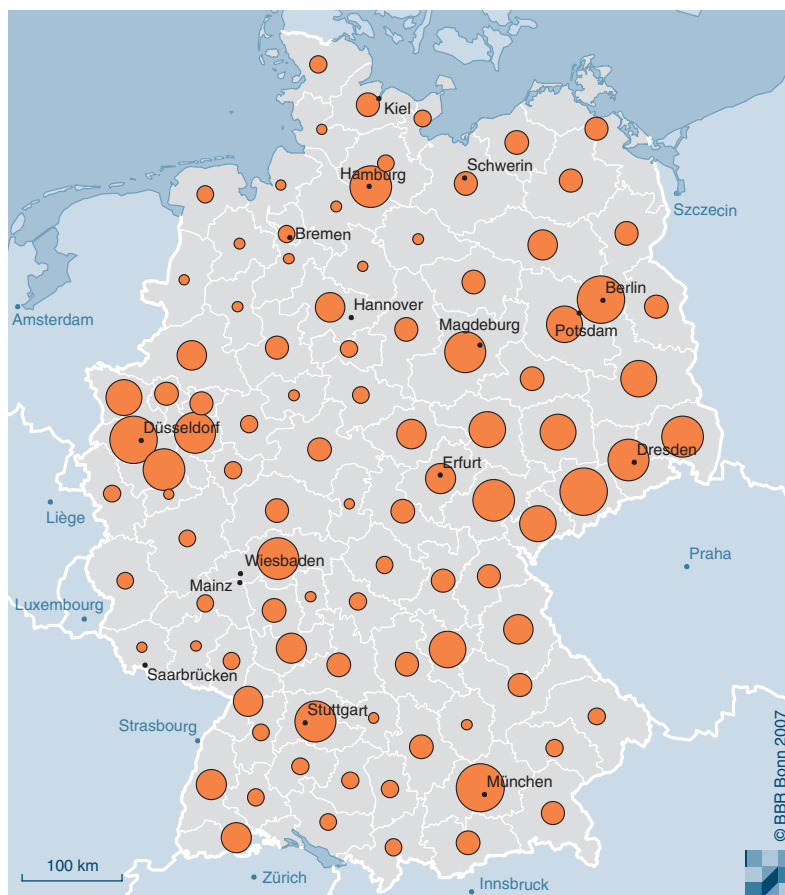 Kiel
Schwerin
Hamburg
Szczecin
Bremen
Berlin
Amsterdam
Hannover
Magdeburg
Potsdam
Düsseldorf
Dresden
Erfurt
Liège
Praha
Wiesbaden
Mainz
Luxembourg
Saarbrücken
Stuttgart
Strasbourg
München
© BBR Bonn 2007
100 km
Zürich
Innsbruck